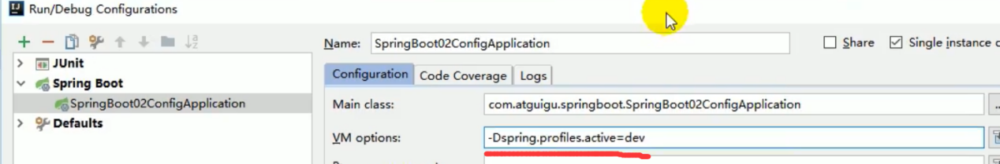 Run/Debug Configurations
Name: SpringBoot02ConfigApplication
Share
Single instance
JUnit
Spring Boot
SpringBoot02ConfigApplication
Defaults
Configuration
Code Coverage
Logs
Main class: com.atguigu.springboot.SpringBoot02ConfigApplication
VM options: -Dspring.profiles.active=dev